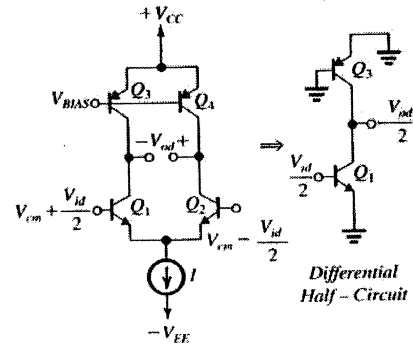 + V_CC
Q_3
Q_4
Q_3
V_BIAS
V_od/2
-V_od+
⇒
V_cm + V_id/2
Q_1
Q_2
V_id/2
Q_1
V_cm - V_id/2
I
Differential
Half - Circuit
-V_EE